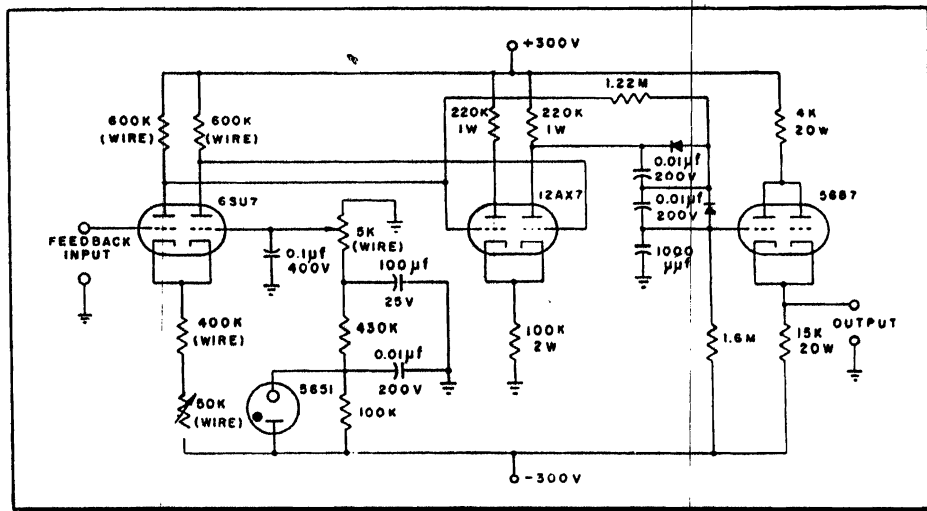 +300V
1.22M
600K
(WIRE)
600K
(WIRE)
220K
1W
220K
1W
4K
20W
0.01μf
200V
0.01μf
200V
6SU7
12AX7
5687
FEEDBACK
INPUT
5K
(WIRE)
0.1μf
400V
100μf
25V
1000
μμf
400K
(WIRE)
430K
100K
2W
1.6M
15K
20W
OUTPUT
0.01μf
200V
5651
50K
(WIRE)
100K
-300V